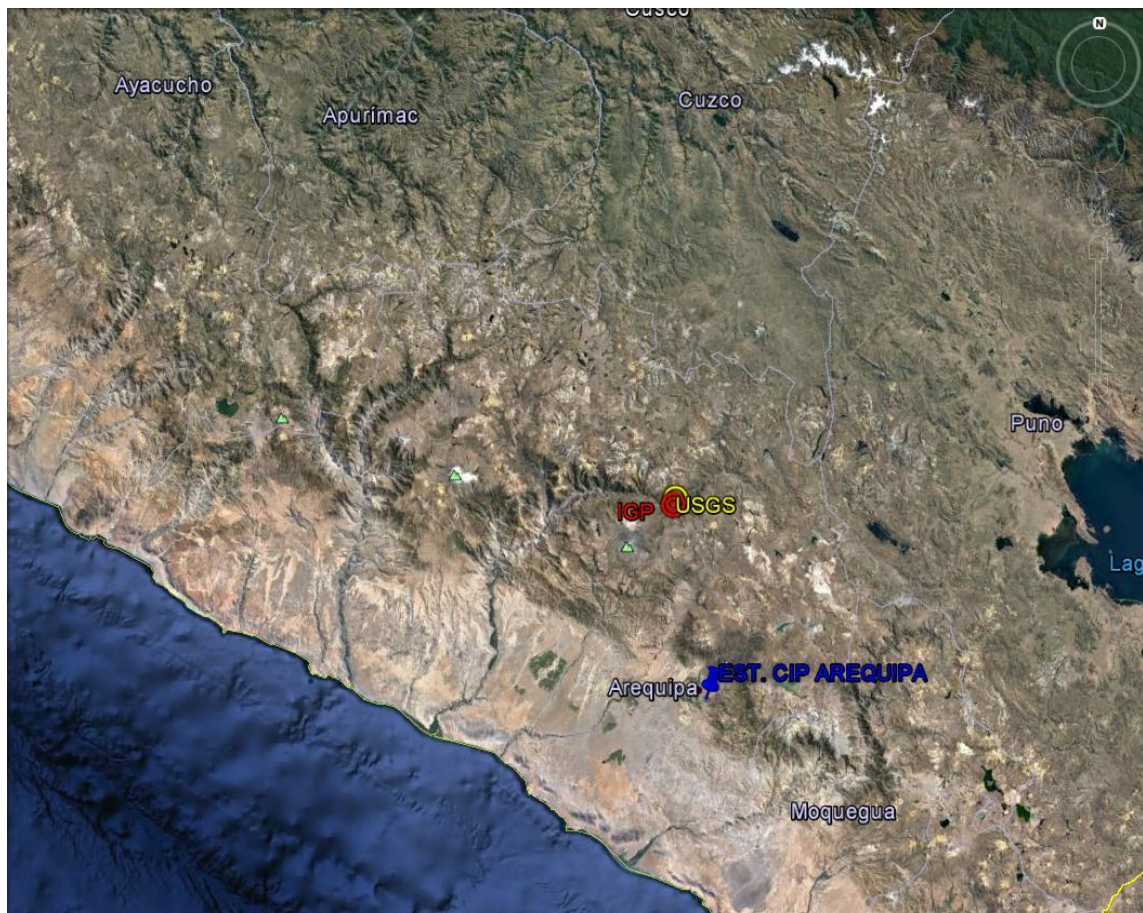 Cusco
N
Ayacucho
Apurímac
Cuzco
Puno
IGP
USGS
Lag
EST. CIP AREQUIPA
Arequipa
Moquegua